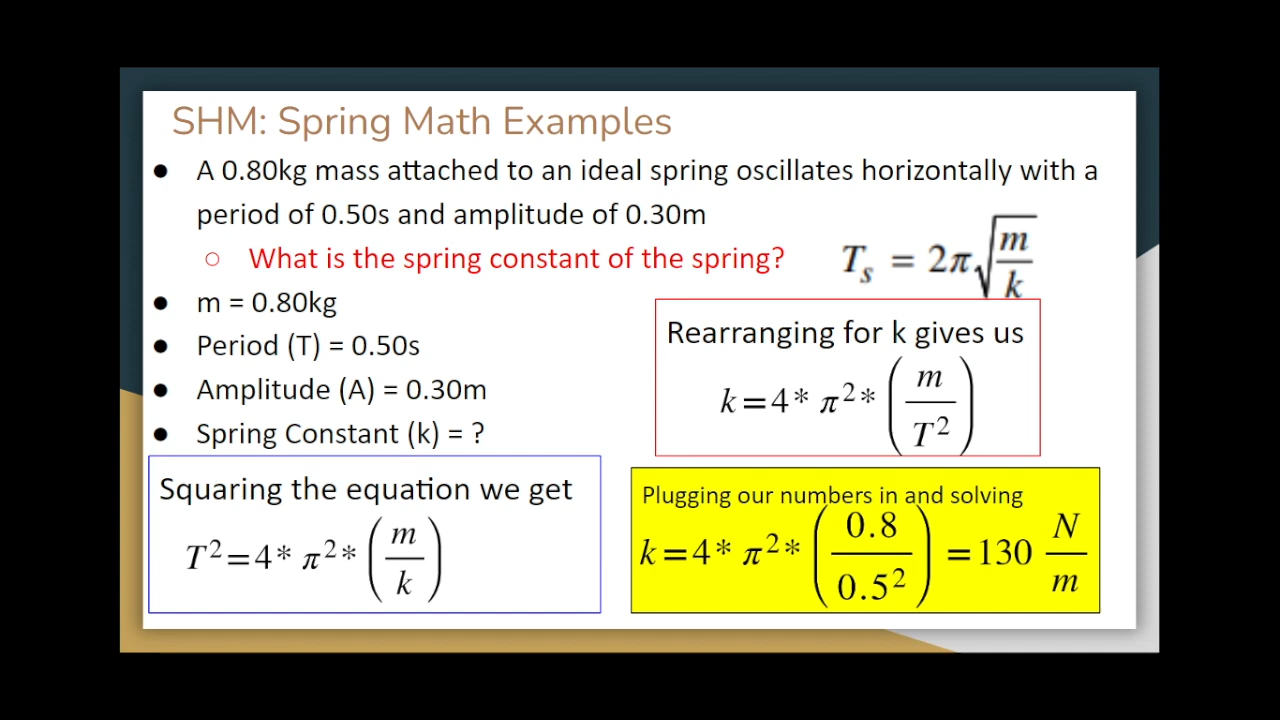 SHM: Spring Math Examples
● A 0.80kg mass attached to an ideal spring oscillates horizontally with a
period of 0.50s and amplitude of 0.30m
○ What is the spring constant of the spring?
T_s = 2π√(m/k)
● m = 0.80kg
● Period (T) = 0.50s
● Amplitude (A) = 0.30m
● Spring Constant (k) = ?
Rearranging for k gives us
k=4* π²* (m/T²)
Squaring the equation we get
T²=4* π²* (m/k)
Plugging our numbers in and solving
k=4* π²* (0.8/0.5²) =130 N/m